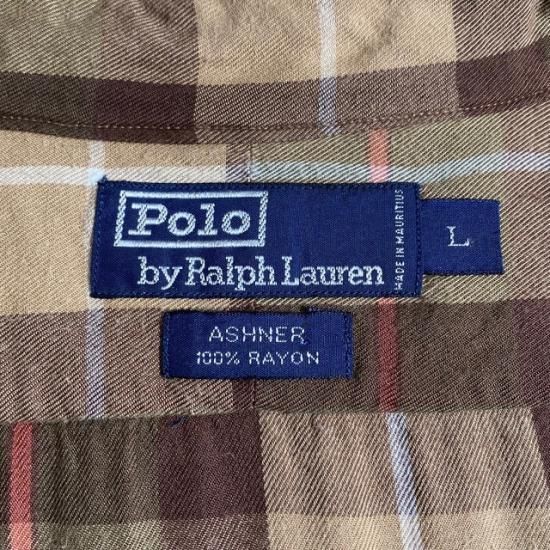 Polo
by Ralph Lauren
MADE IN MAURITIUS
L
ASHNER
100% RAYON